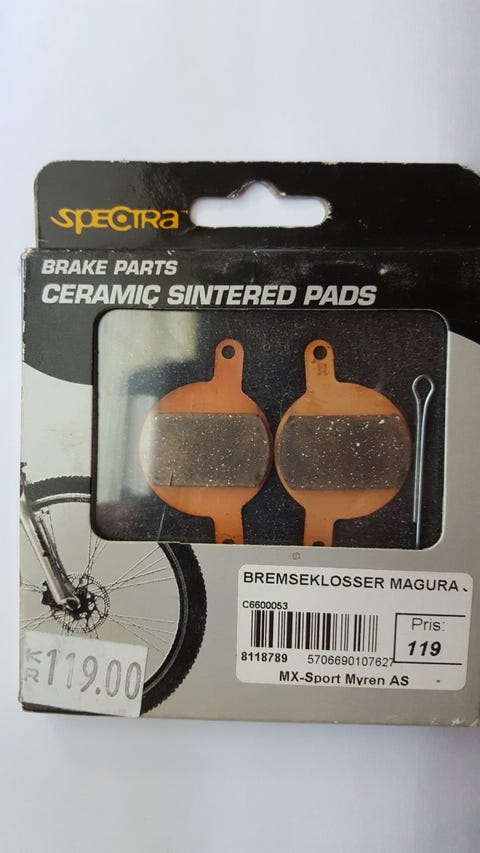 SPECTRA
BRAKE PARTS
CERAMIC SINTERED PADS
BREMSEKLOSSER MAGURA
C6600053
Pris:
119
8118789 5706690107627
MX-Sport Myren AS
KR 119.00